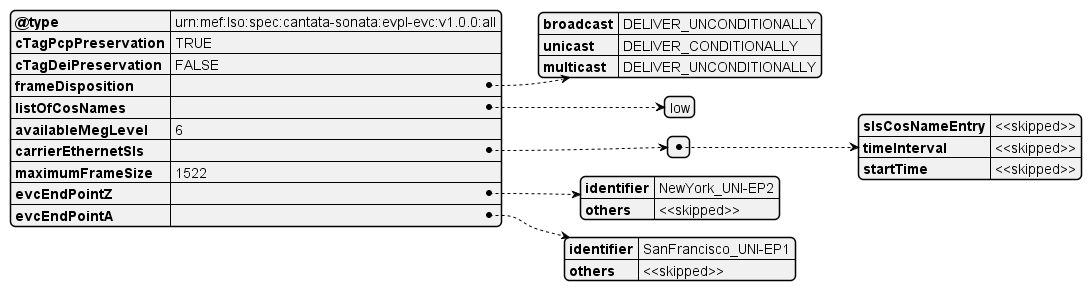 @type urn:mef:lso:spec:cantata-sonata:evpl-evc:v1.0.0:all
cTagPcpPreservation TRUE
cTagDeiPreservation FALSE
frameDisposition
listOfCosNames
availableMegLevel 6
carrierEthernetSls
maximumFrameSize 1522
evcEndPointZ
evcEndPointA
broadcast DELIVER_UNCONDITIONALLY
unicast DELIVER_CONDITIONALLY
multicast DELIVER_UNCONDITIONALLY
low
slsCosNameEntry <<skipped>>
timeInterval <<skipped>>
startTime <<skipped>>
identifier NewYork_UNI-EP2
others <<skipped>>
identifier SanFrancisco_UNI-EP1
others <<skipped>>